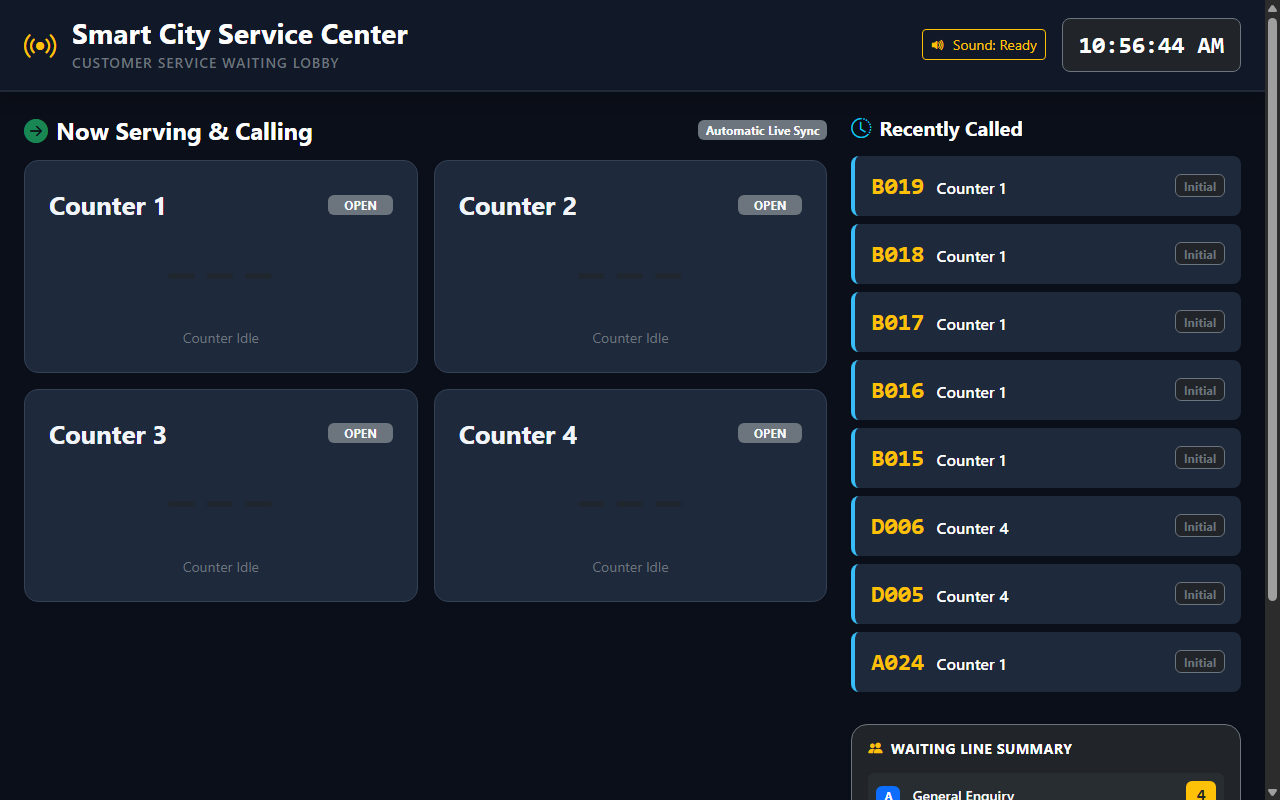 Smart City Service Center
CUSTOMER SERVICE WAITING LOBBY
Sound: Ready
10:56:44 AM
Now Serving & Calling
Automatic Live Sync
Counter 1
OPEN
– – –
Counter Idle
Counter 2
OPEN
– – –
Counter Idle
Counter 3
OPEN
– – –
Counter Idle
Counter 4
OPEN
– – –
Counter Idle
Recently Called
B019 Counter 1 Initial
B018 Counter 1 Initial
B017 Counter 1 Initial
B016 Counter 1 Initial
B015 Counter 1 Initial
D006 Counter 4 Initial
D005 Counter 4 Initial
A024 Counter 1 Initial
WAITING LINE SUMMARY
A General Enquiry 4